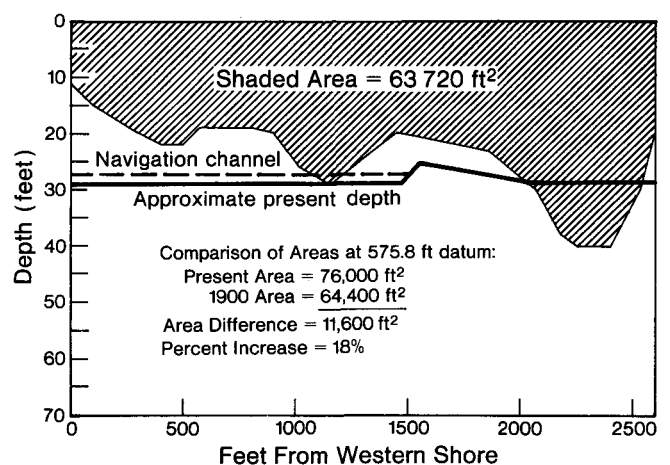 0
10
20
30
40
50
60
70
Depth (feet)
Shaded Area = 63 720 ft²
Navigation channel
Approximate present depth
Comparison of Areas at 575.8 ft datum:
Present Area = 76,000 ft²
1900 Area = 64,400 ft²
Area Difference = 11,600 ft²
Percent Increase = 18%
0 500 1000 1500 2000 2500
Feet From Western Shore